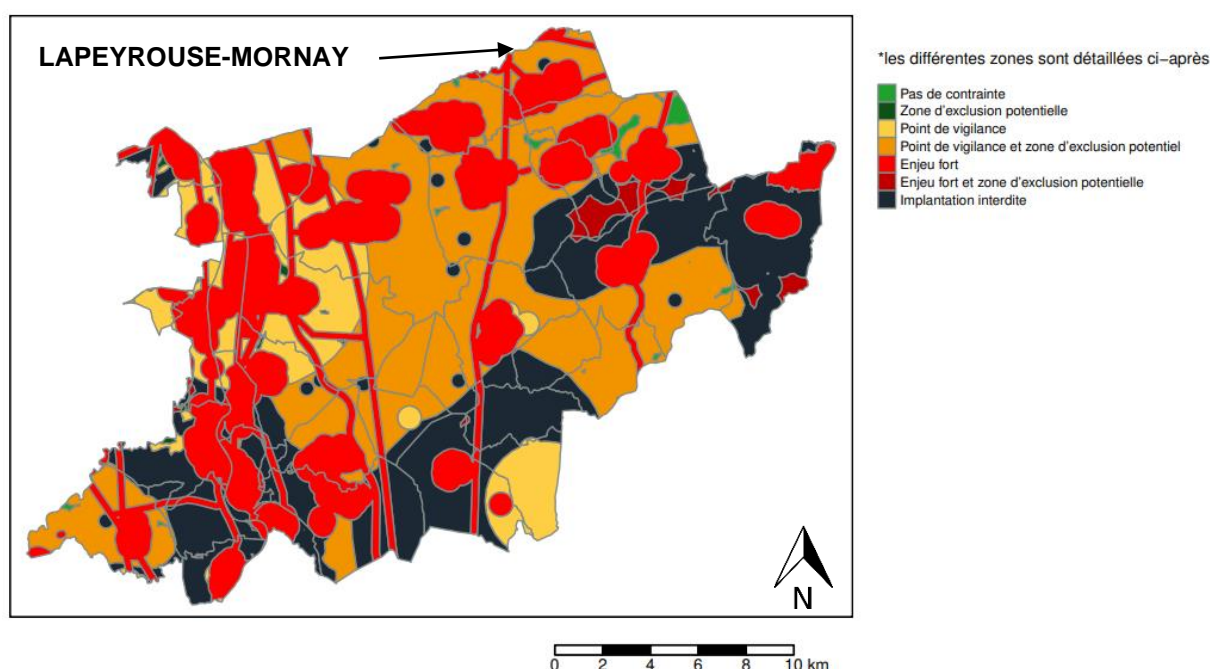 LAPEYROUSE-MORNAY
*les différentes zones sont détaillées ci−après
Pas de contrainte
Zone d'exclusion potentielle
Point de vigilance
Point de vigilance et zone d'exclusion potentiel
Enjeu fort
Enjeu fort et zone d'exclusion potentielle
Implantation interdite
N
0 2 4 6 8 10 km